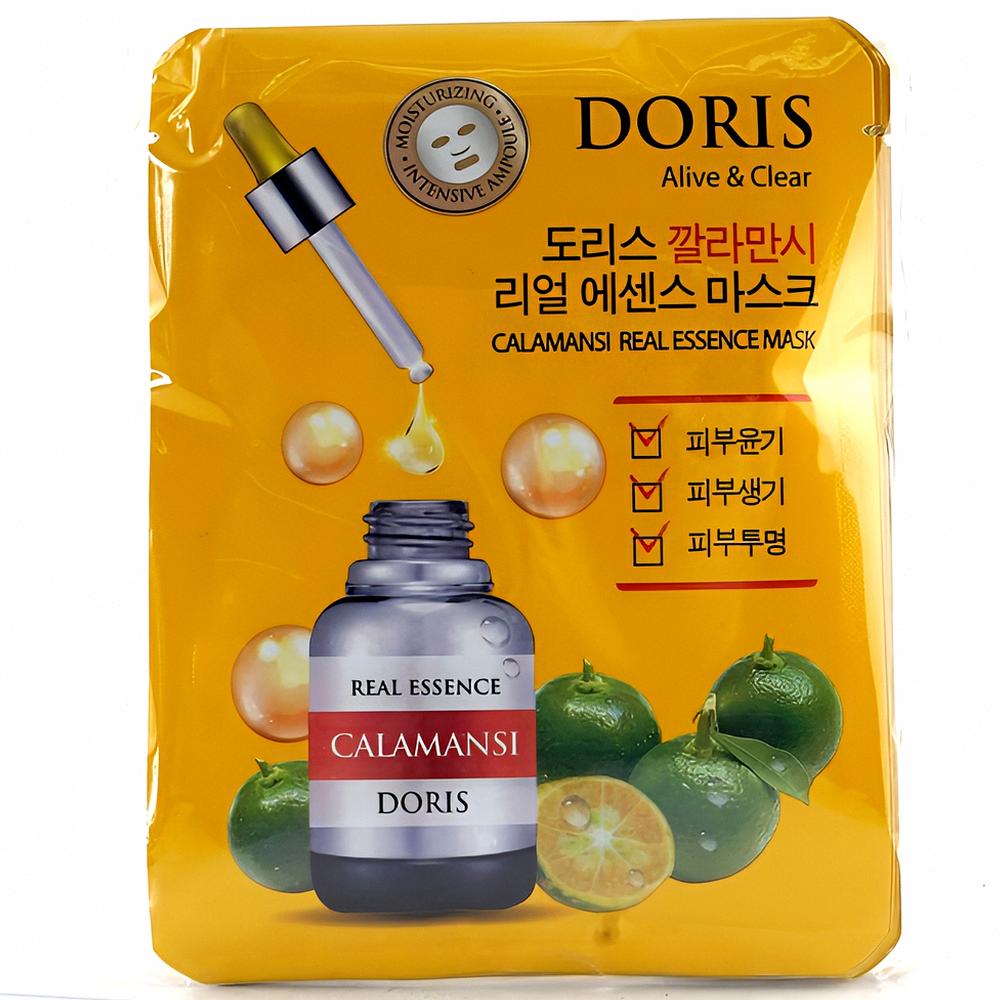 MOISTURIZING • INTENSIVE AMPOULE •
DORIS
Alive & Clear
도리스 깔라만시
리얼 에센스 마스크
CALAMANSI REAL ESSENCE MASK
피부윤기
피부생기
피부투명
REAL ESSENCE
CALAMANSI
DORIS